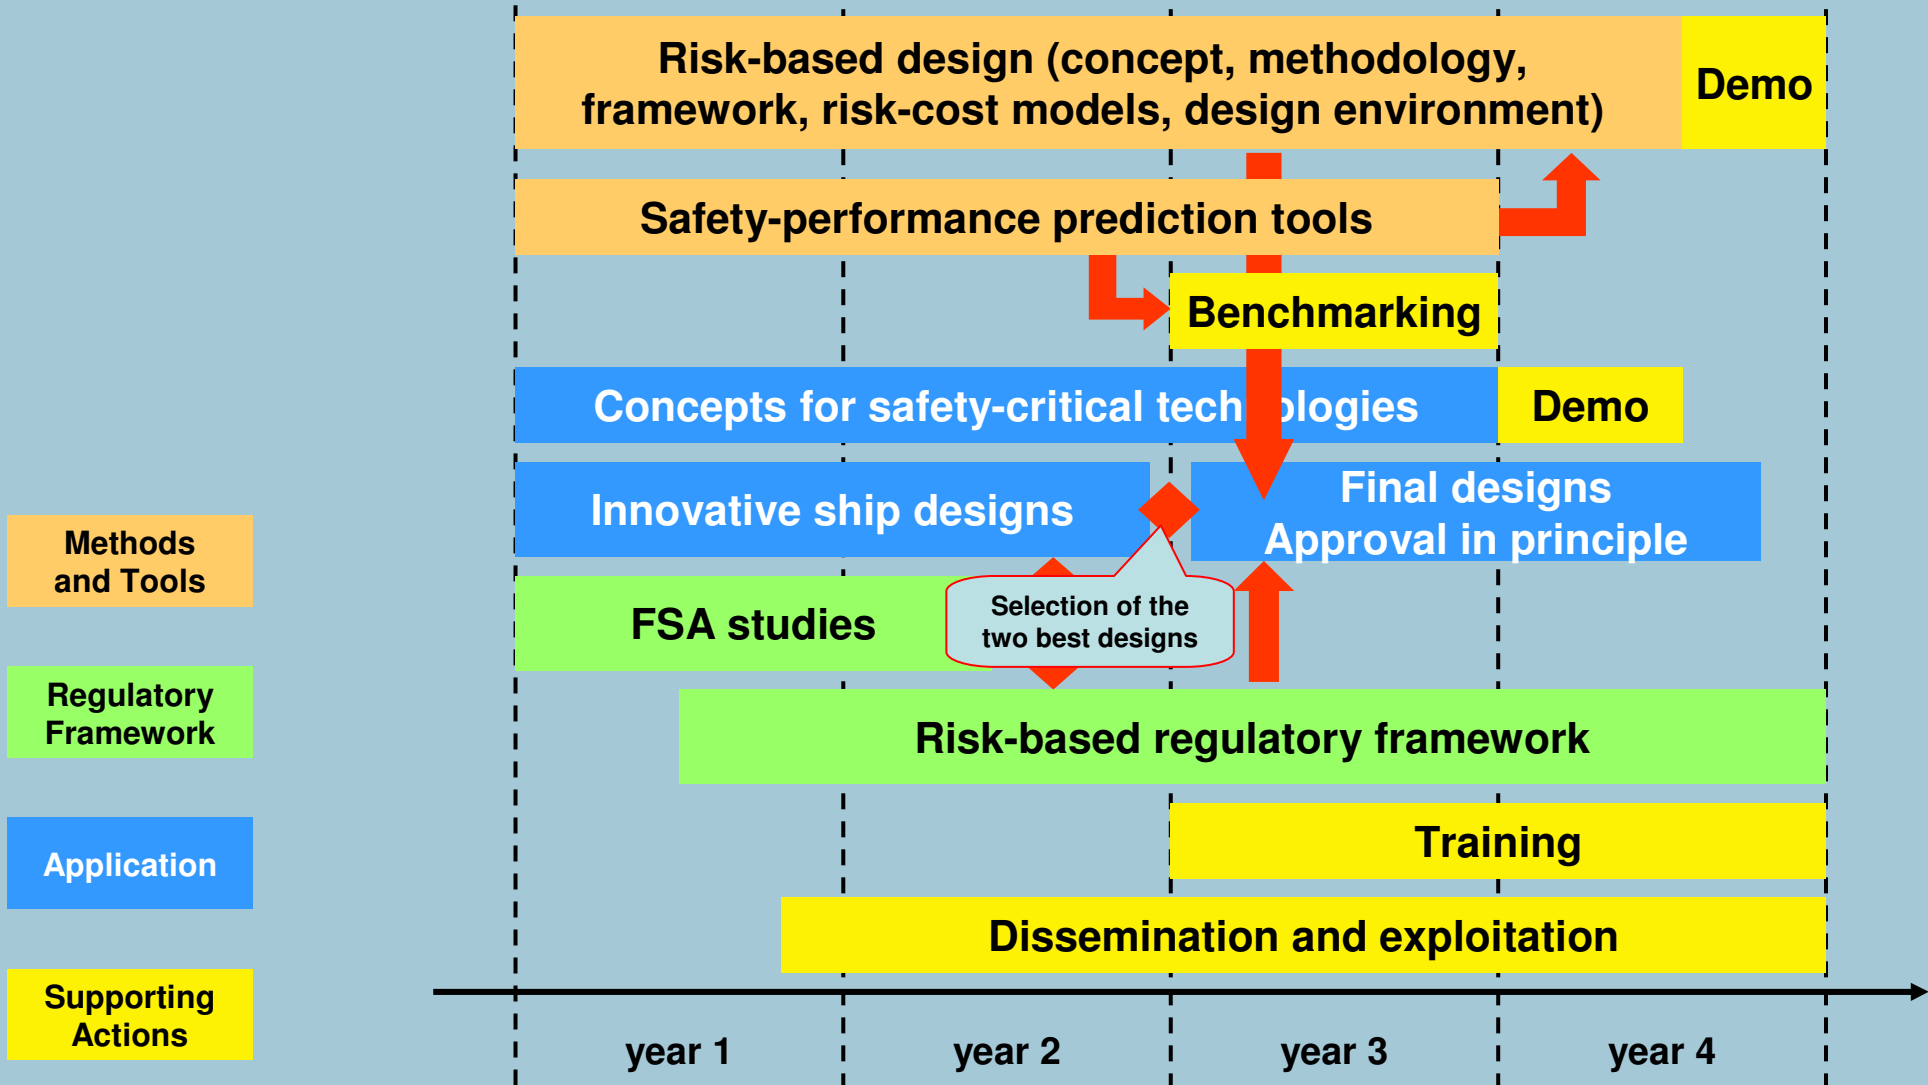 Risk-based design (concept, methodology,
framework, risk-cost models, design environment)
Demo
Safety-performance prediction tools
Benchmarking
Concepts for safety-critical tech ologies
Demo
Innovative ship designs
Final designs
Approval in principle
Methods
and Tools
FSA studies
Selection of the
two best designs
Regulatory
Framework
Risk-based regulatory framework
Application
Training
Dissemination and exploitation
Supporting
Actions
year 1
year 2
year 3
year 4